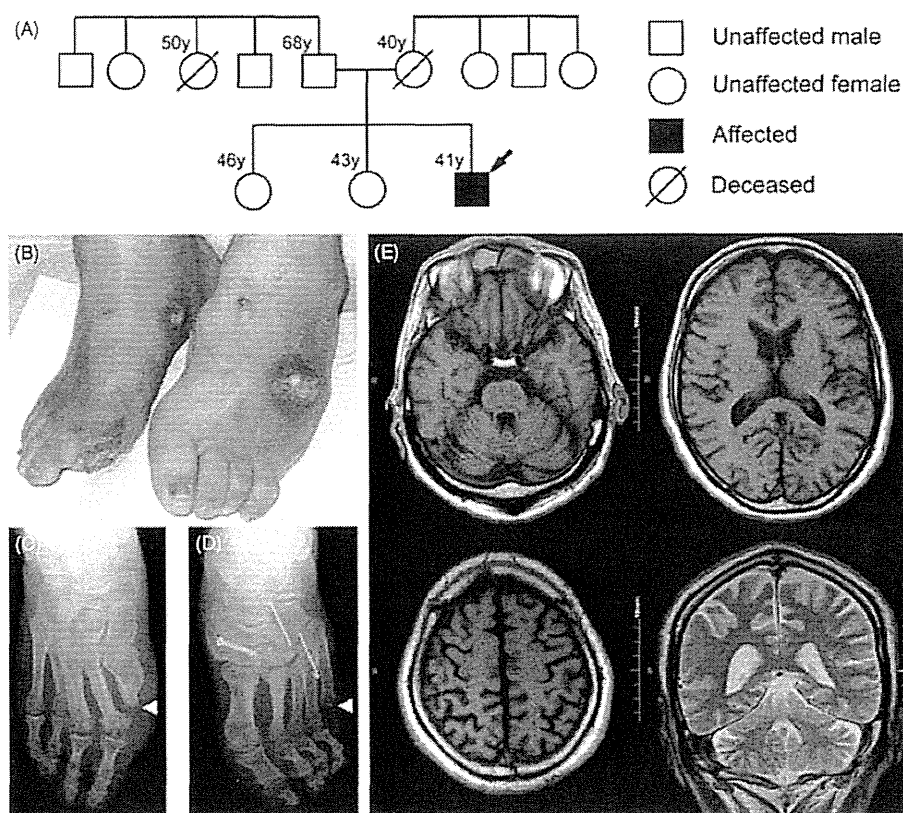 (A)
50y 68y 40y
46y 43y 41y
Unaffected male
Unaffected female
Affected
Deceased
(B)
(C)
(D)
(E)